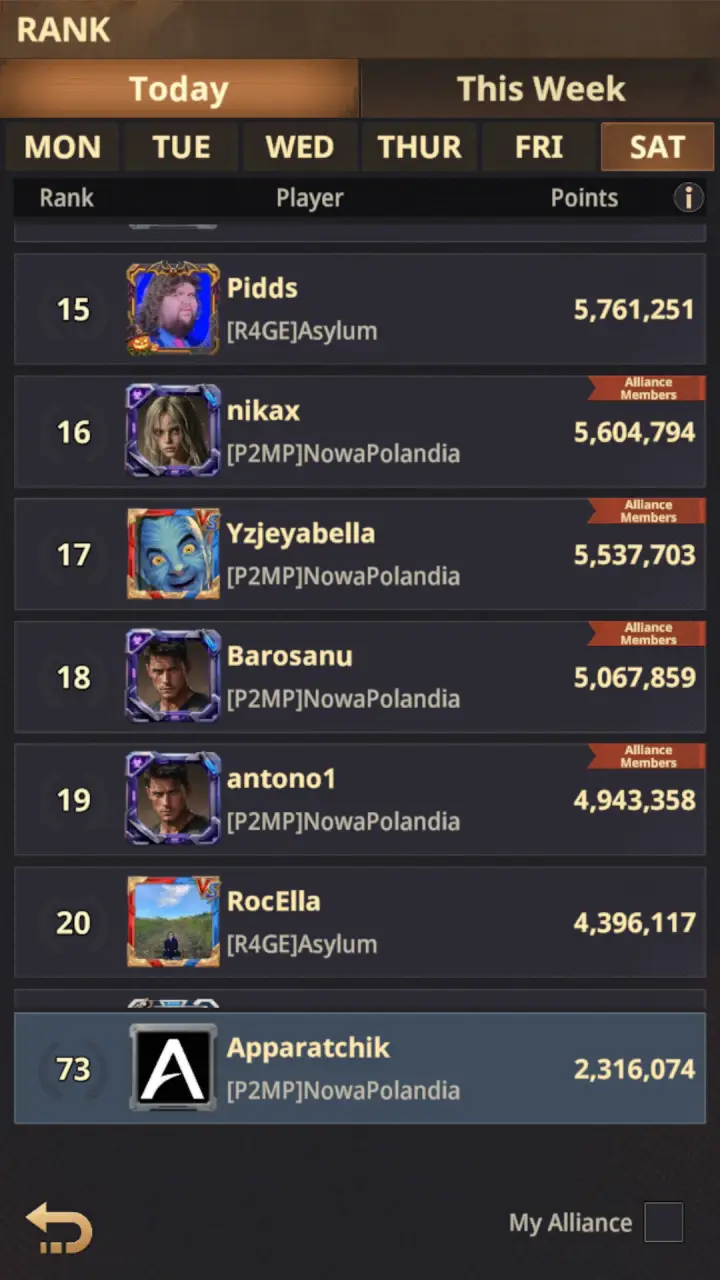 RANK
Today
This Week
MON TUE WED THUR FRI SAT
Rank Player Points i
15
Pidds
[R4GE]Asylum
5,761,251
Alliance
Members
16
nikax
[P2MP]NowaPolandia
5,604,794
Alliance
Members
17
VS
Yzjeyabella
[P2MP]NowaPolandia
5,537,703
Alliance
Members
18
Barosanu
[P2MP]NowaPolandia
5,067,859
Alliance
Members
19
antono1
[P2MP]NowaPolandia
4,943,358
20
VS
RocElla
[R4GE]Asylum
4,396,117
73
A
Apparatchik
[P2MP]NowaPolandia
2,316,074
My Alliance